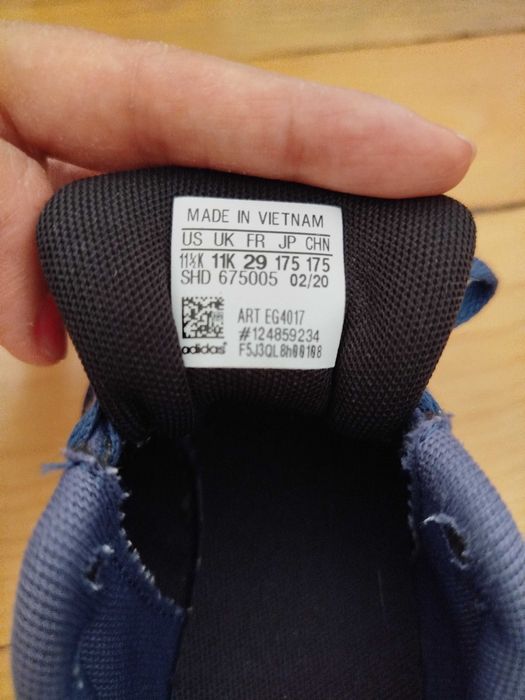 MADE IN VIETNAM
US UK FR JP CHN
11½K 11K 29 175 175
SHD 675005 02/20
ART EG4017
#124859234
adidas® F5J3QL8h00108